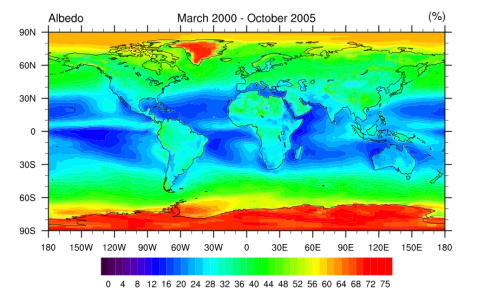 Albedo March 2000 - October 2005 (%)
90N
60N
30N
0
30S
60S
90S
180 150W 120W 90W 60W 30W 0 30E 60E 90E 120E 150E 180
0 4 8 12 16 20 24 28 32 36 40 44 48 52 56 60 64 68 72 75